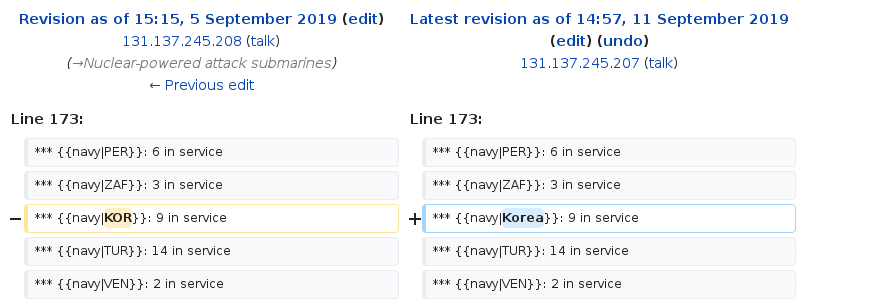 Revision as of 15:15, 5 September 2019 (edit)
131.137.245.208 (talk)
(→Nuclear-powered attack submarines)
← Previous edit
Latest revision as of 14:57, 11 September 2019
(edit) (undo)
131.137.245.207 (talk)
Line 173:
Line 173:
*** {{navy|PER}}: 6 in service
*** {{navy|PER}}: 6 in service
*** {{navy|ZAF}}: 3 in service
*** {{navy|ZAF}}: 3 in service
− *** {{navy|KOR}}: 9 in service
+ *** {{navy|Korea}}: 9 in service
*** {{navy|TUR}}: 14 in service
*** {{navy|TUR}}: 14 in service
*** {{navy|VEN}}: 2 in service
*** {{navy|VEN}}: 2 in service